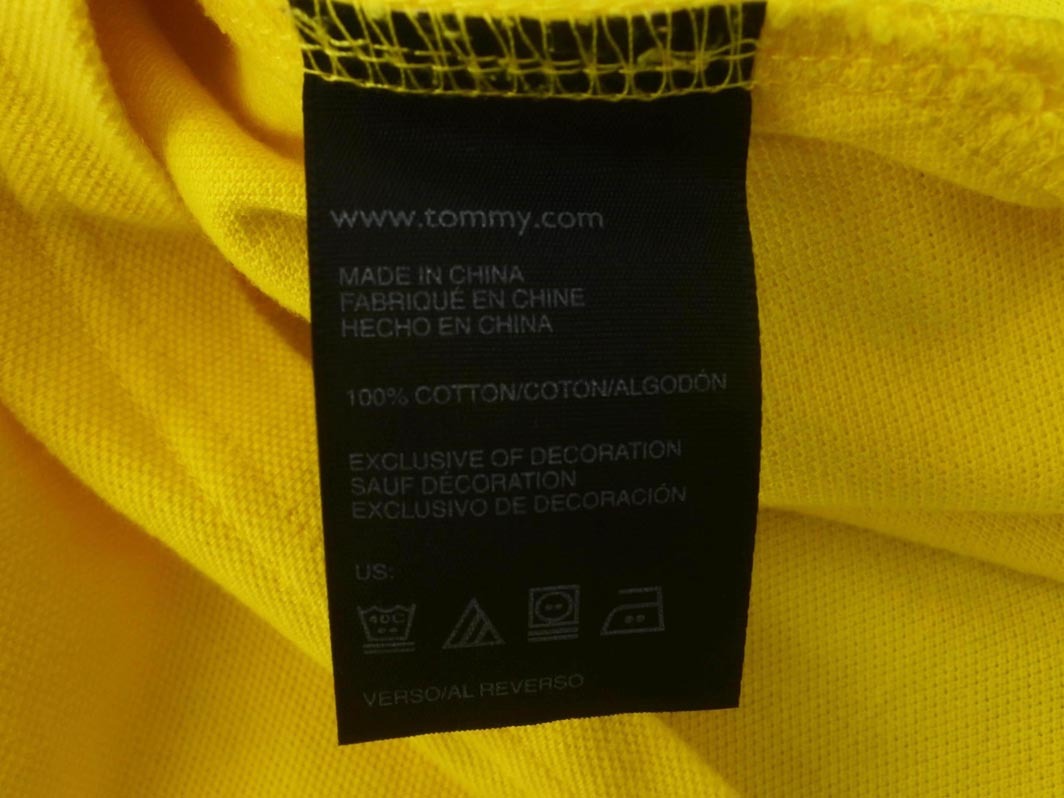 www.tommy.com
MADE IN CHINA
FABRIQUÉ EN CHINE
HECHO EN CHINA
100% COTTON/COTON/ALGODÓN
EXCLUSIVE OF DECORATION
SAUF DÉCORATION
EXCLUSIVO DE DECORACIÓN
US:
40C
VERSO/AL REVERSO